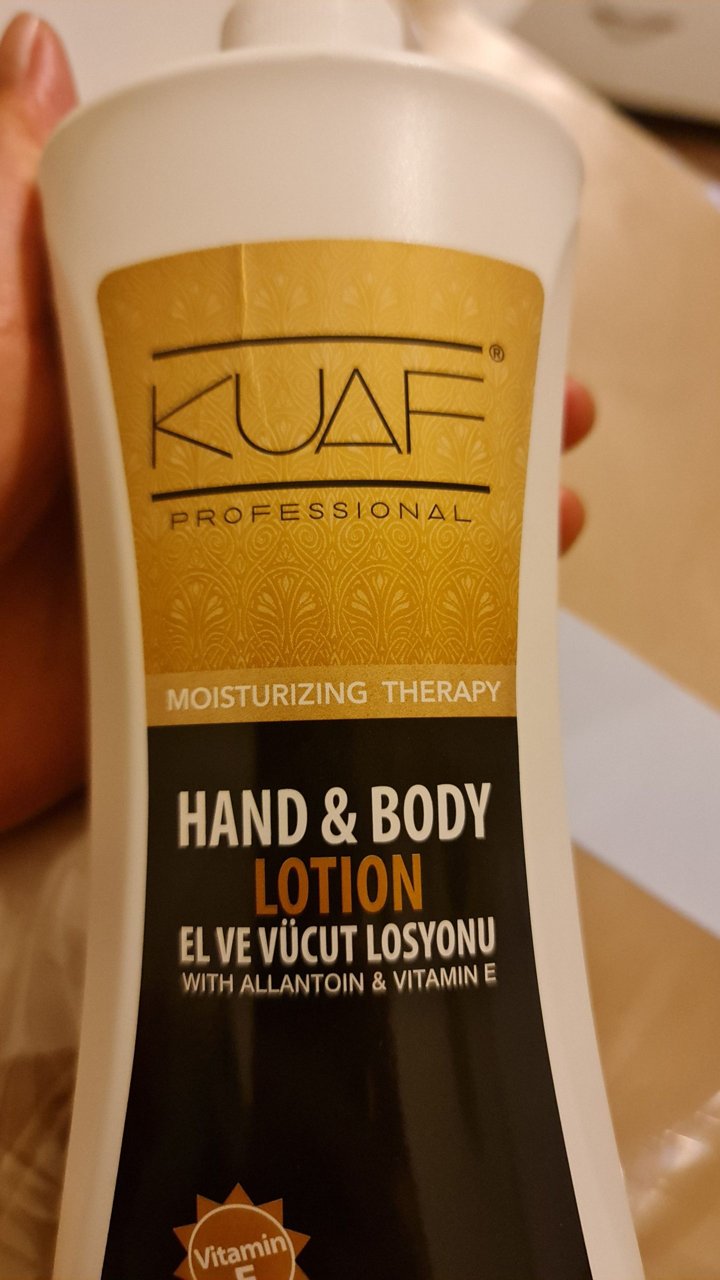 KUAF®
PROFESSIONAL
MOISTURIZING THERAPY
HAND & BODY
LOTION
EL VE VÜCUT LOSYONU
WITH ALLANTOIN & VITAMIN E
Vitamin
E